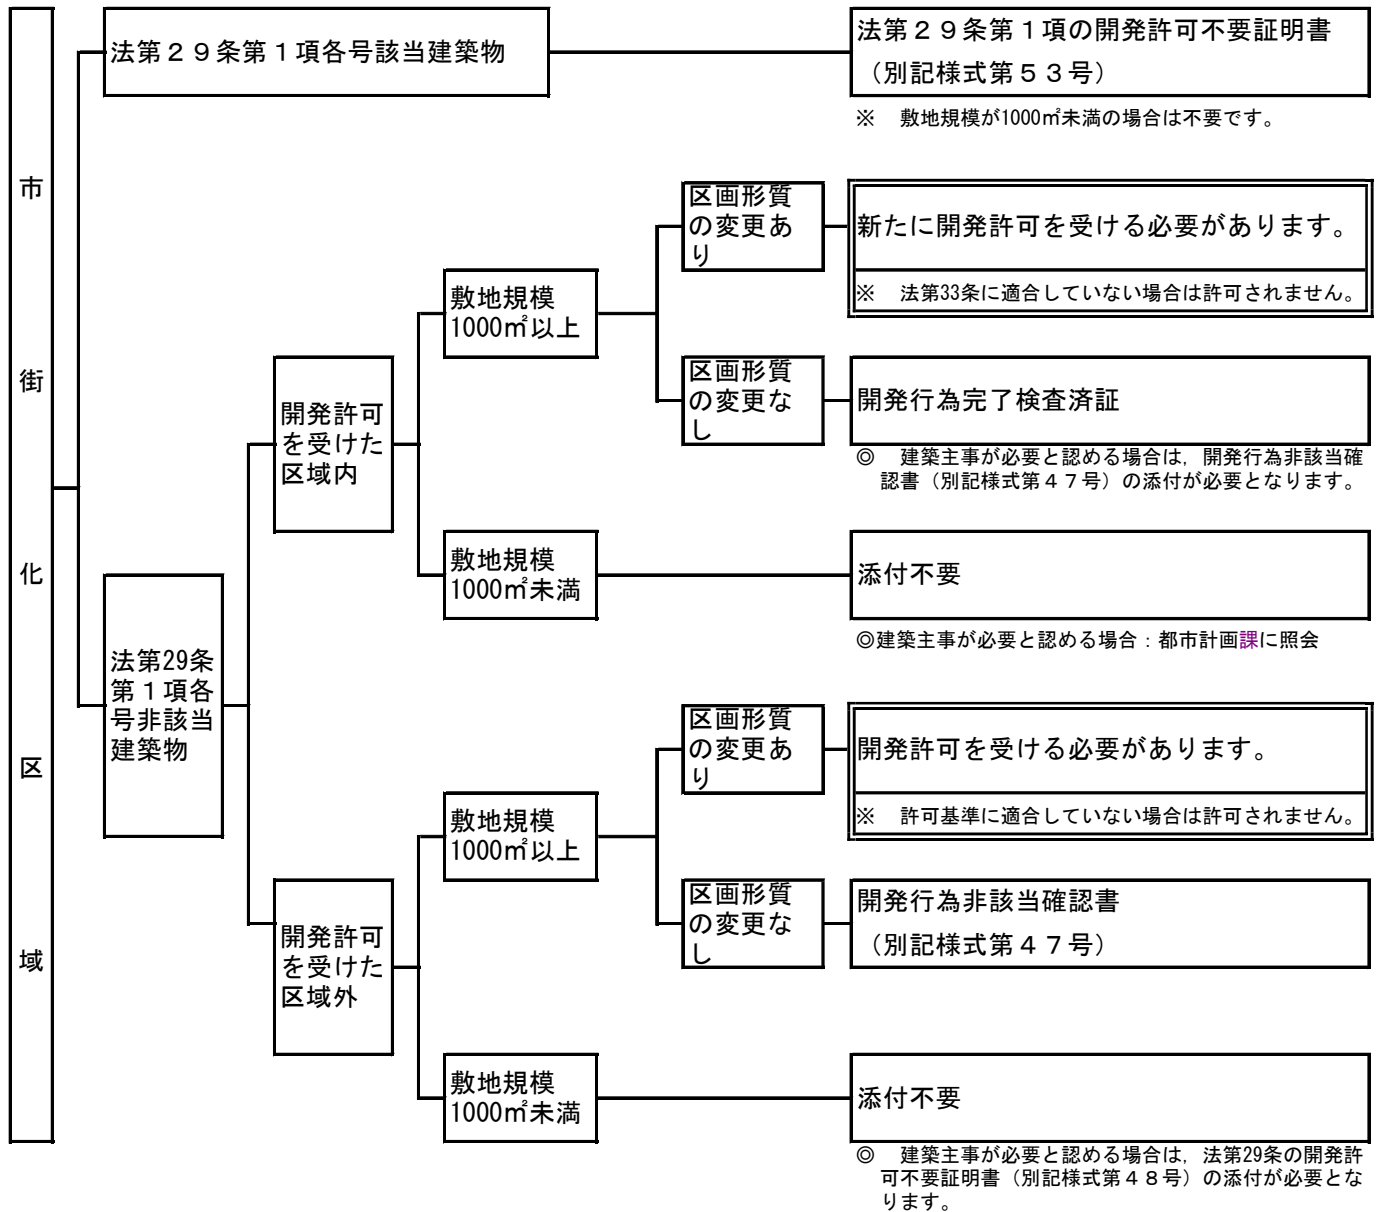 市街化区域
法第２９条第１項各号該当建築物
法第２９条第１項の開発許可不要証明書
（別記様式第５３号）
※　敷地規模が1000㎡未満の場合は不要です。
法第29条
第１項各
号非該当
建築物
開発許可
を受けた
区域内
敷地規模
1000㎡以上
区画形質
の変更あ
り
新たに開発許可を受ける必要があります。
※　法第33条に適合していない場合は許可されません。
区画形質
の変更な
し
開発行為完了検査済証
◎　建築主事が必要と認める場合は，開発行為非該当確
認書（別記様式第４７号）の添付が必要となります。
敷地規模
1000㎡未満
添付不要
◎建築主事が必要と認める場合：都市計画課に照会
開発許可
を受けた
区域外
敷地規模
1000㎡以上
区画形質
の変更あ
り
開発許可を受ける必要があります。
※　許可基準に適合していない場合は許可されません。
区画形質
の変更な
し
開発行為非該当確認書
（別記様式第４７号）
敷地規模
1000㎡未満
添付不要
◎　建築主事が必要と認める場合は，法第29条の開発許
可不要証明書（別記様式第４８号）の添付が必要とな
ります。